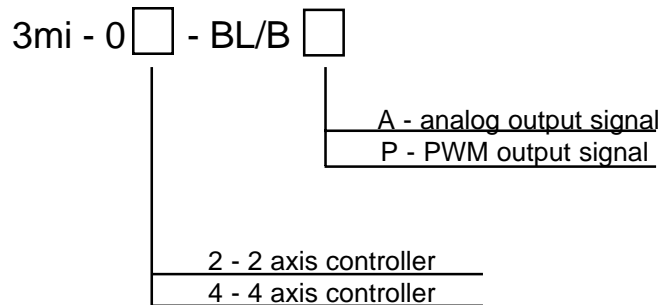 3mi - 0 - BL/B
A - analog output signal
P - PWM output signal
2 - 2 axis controller
4 - 4 axis controller